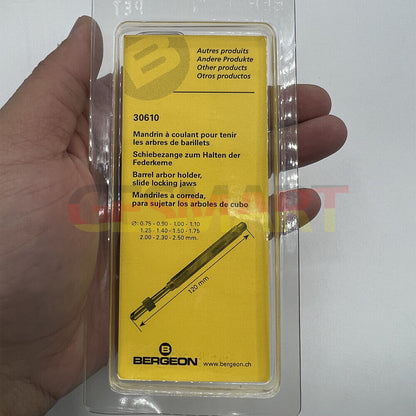 Autres produits
Andere Produkte
Other products
Otros productos
30610
Mandrin à coulant pour tenir
les arbres de barillets
Schiebezange zum Halten der
Federkerne
Barrel arbor holder,
slide locking jaws
Mandriles a correda,
para sujetar los arboles de cubo
Ø: 0.75 - 0.90 - 1.00 - 1.10
1.25 - 1.40 - 1.50 - 1.75
2.00 - 2.30 - 2.50 mm.
120 mm.
B
BERGEON
www.bergeon.ch